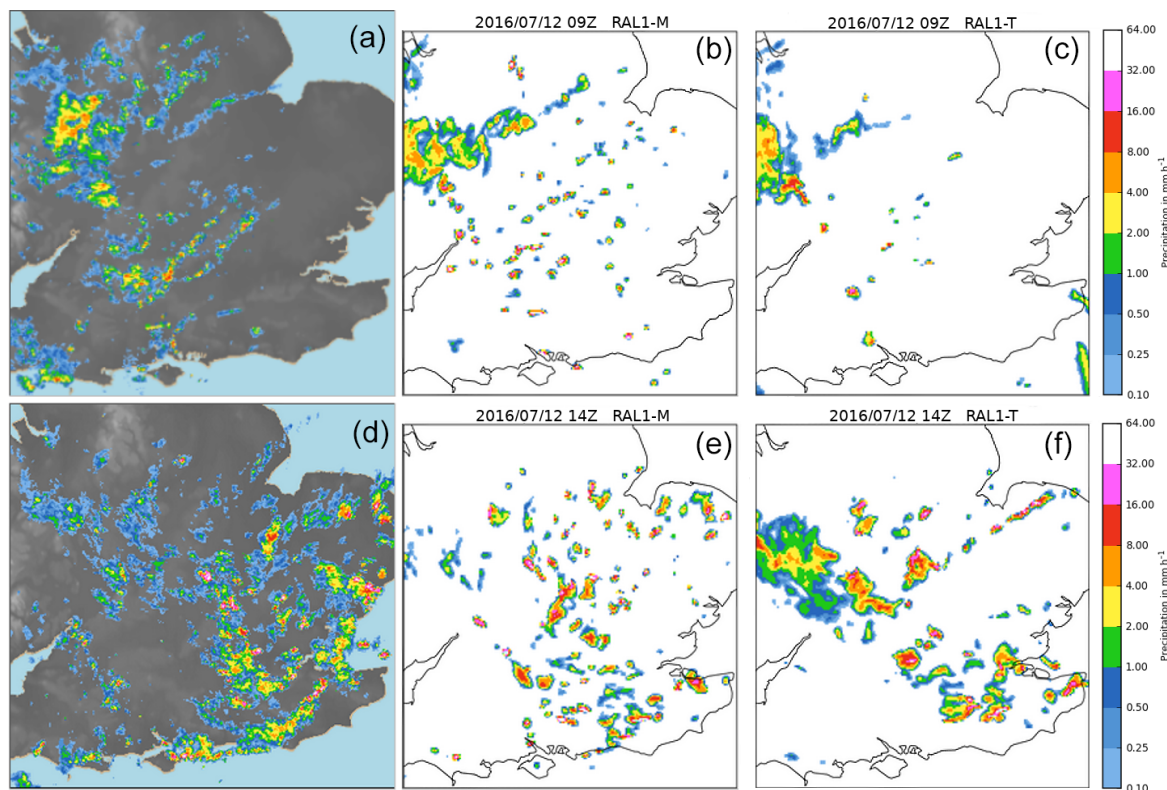 (a)
2016/07/12 09Z RAL1-M
(b)
2016/07/12 09Z RAL1-T
(c)
64.00
32.00
16.00
8.00
4.00
2.00
1.00
0.50
0.25
0.10
Precipitation in mm h⁻¹
(d)
2016/07/12 14Z RAL1-M
(e)
2016/07/12 14Z RAL1-T
(f)
64.00
32.00
16.00
8.00
4.00
2.00
1.00
0.50
0.25
0.10
Precipitation in mm h⁻¹